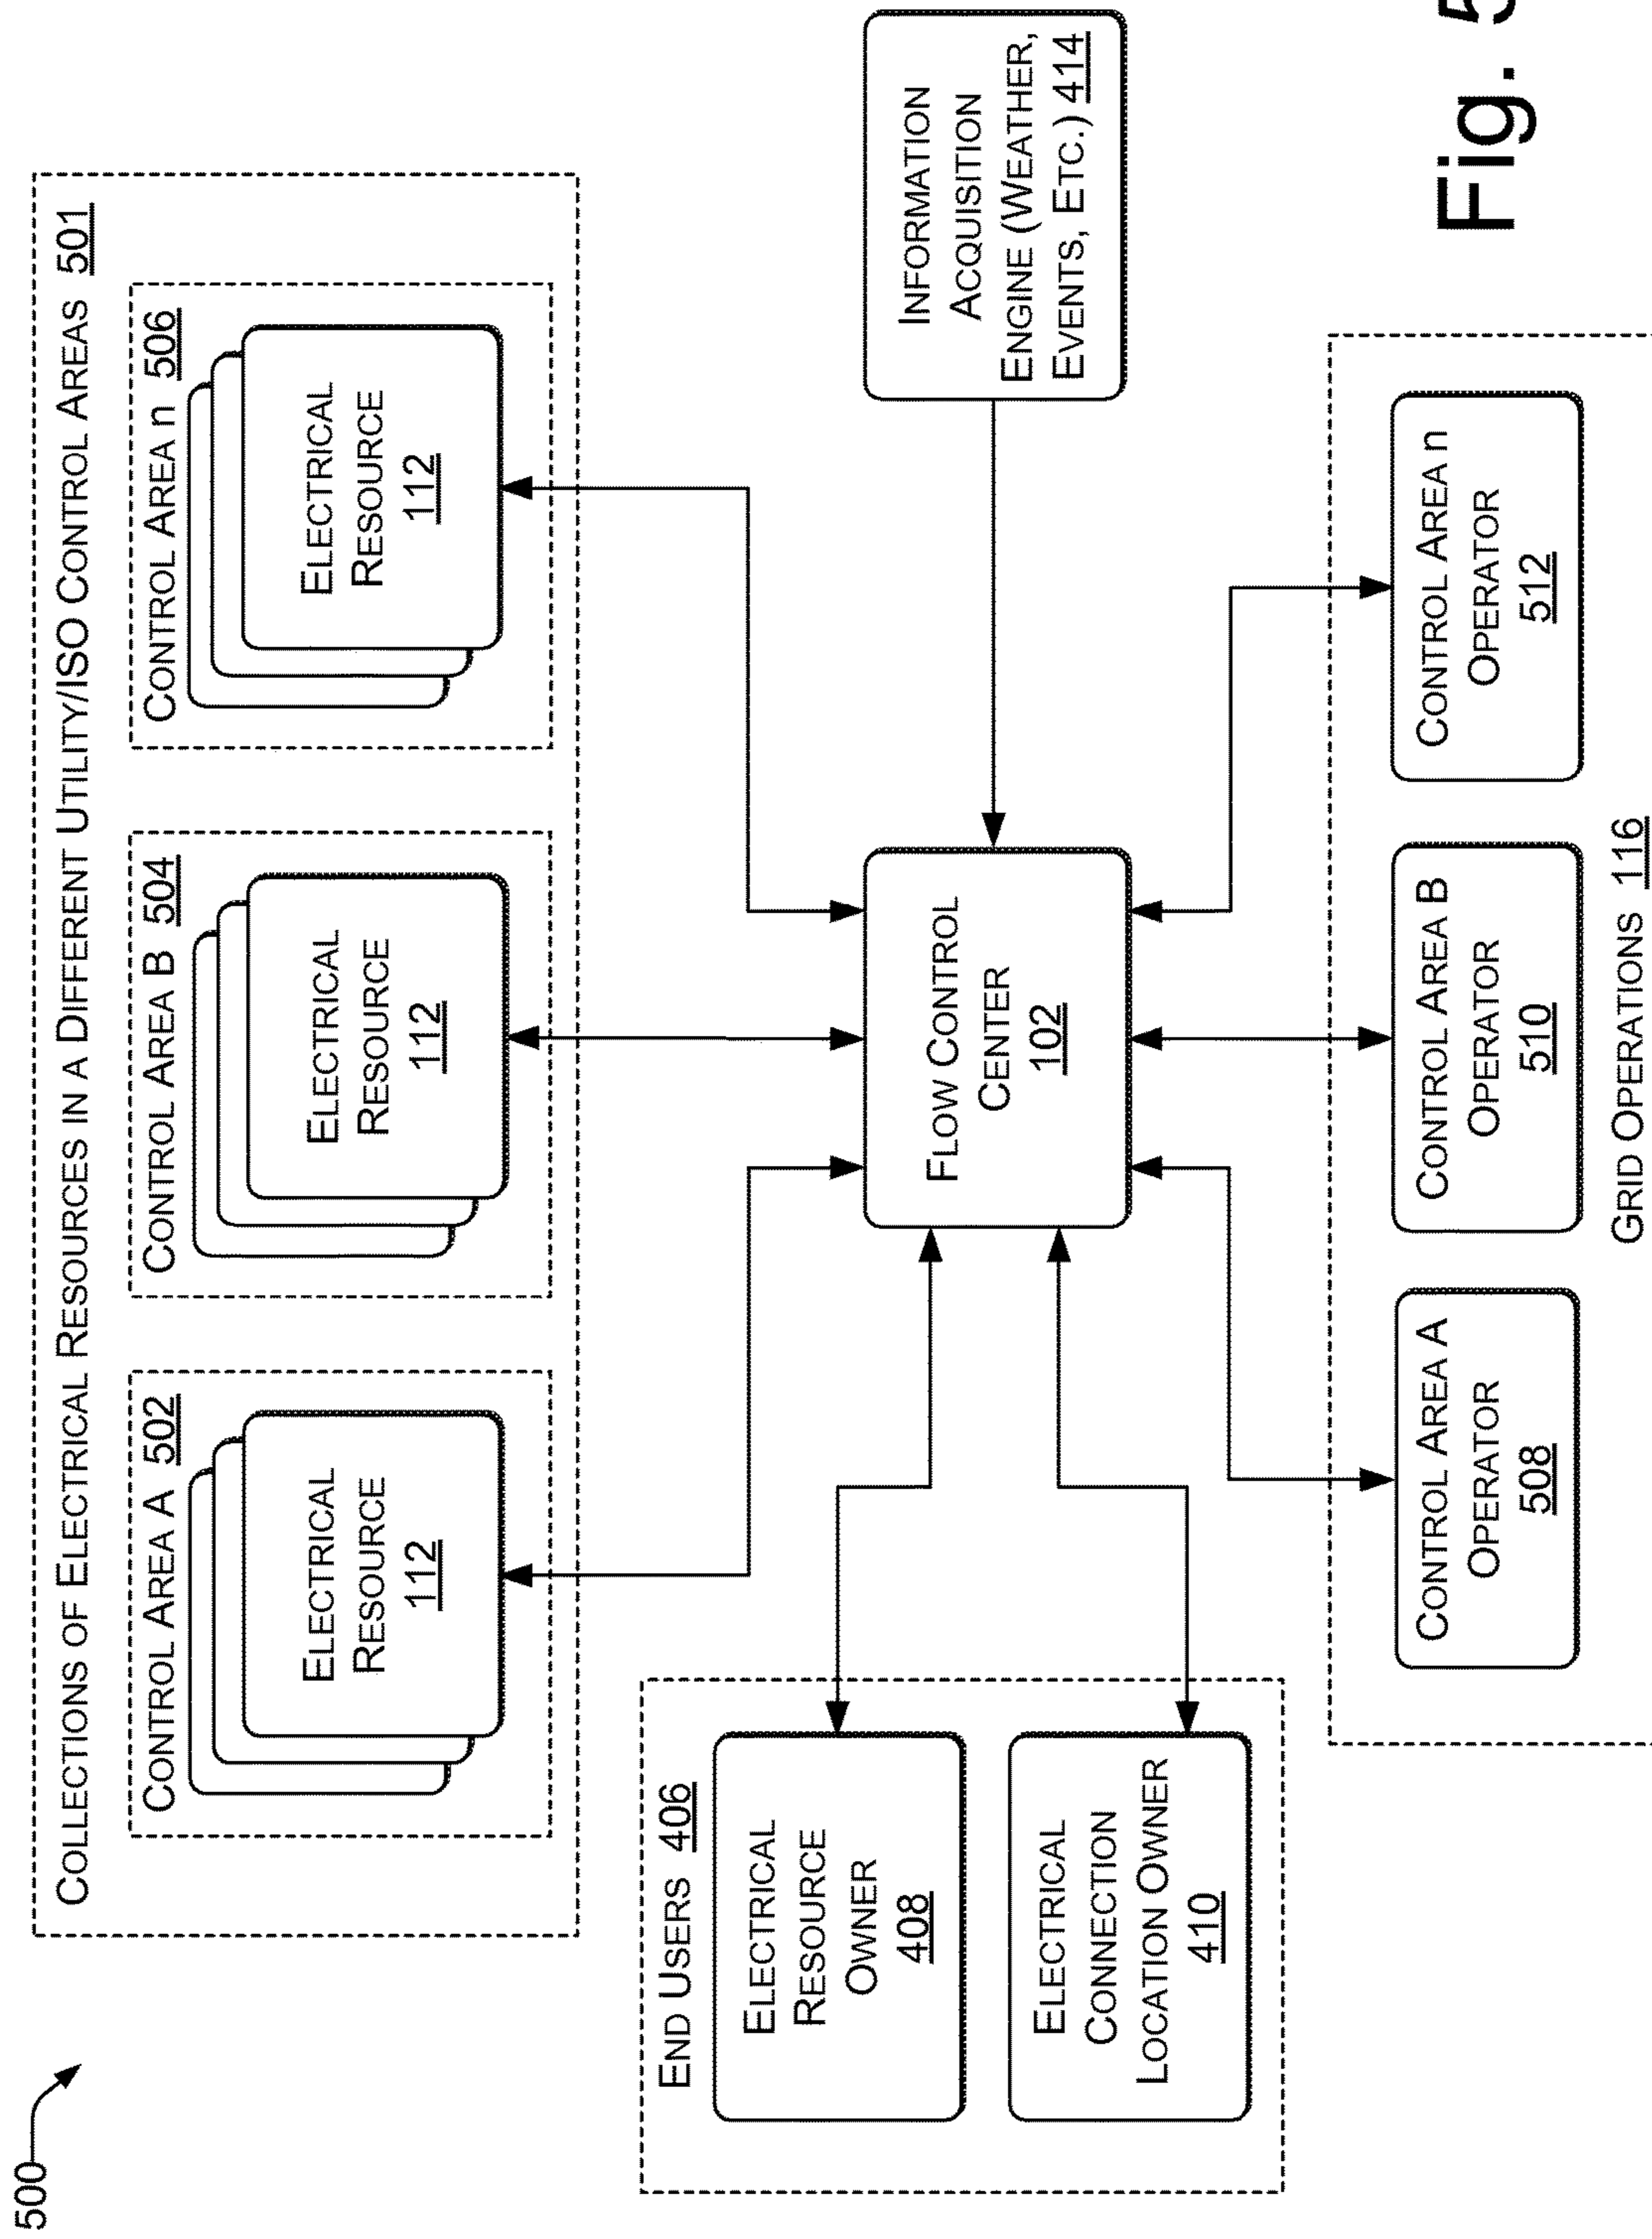 500
COLLECTIONS OF ELECTRICAL RESOURCES IN A DIFFERENT UTILITY/ISO CONTROL AREAS 501
CONTROL AREA A 502
ELECTRICAL
RESOURCE
112
CONTROL AREA B 504
ELECTRICAL
RESOURCE
112
CONTROL AREA n 506
ELECTRICAL
RESOURCE
112
END USERS 406
ELECTRICAL
RESOURCE
OWNER
408
ELECTRICAL
CONNECTION
LOCATION OWNER
410
FLOW CONTROL
CENTER
102
INFORMATION
ACQUISITION
ENGINE (WEATHER,
EVENTS, ETC.) 414
CONTROL AREA A
OPERATOR
508
CONTROL AREA B
OPERATOR
510
CONTROL AREA n
OPERATOR
512
GRID OPERATIONS 116
Fig. 5